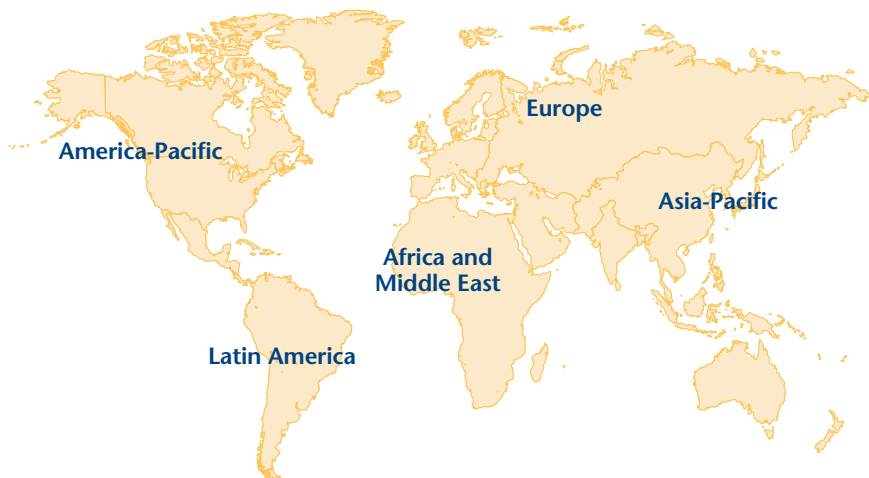 Europe
America-Pacific
Asia-Pacific
Africa and
Middle East
Latin America